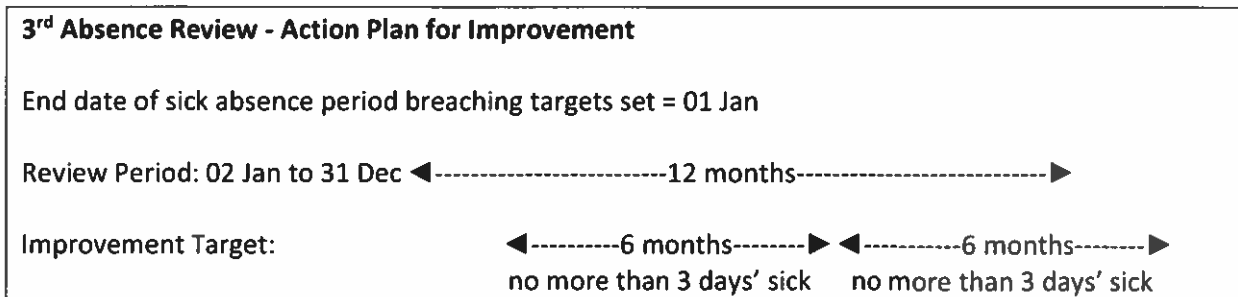 3rd Absence Review - Action Plan for Improvement
End date of sick absence period breaching targets set = 01 Jan
Review Period: 02 Jan to 31 Dec ◄--------------------------12 months----------------------------►
Improvement Target: ◄----------6 months--------► ◄-----------6 months--------►
no more than 3 days' sick no more than 3 days' sick